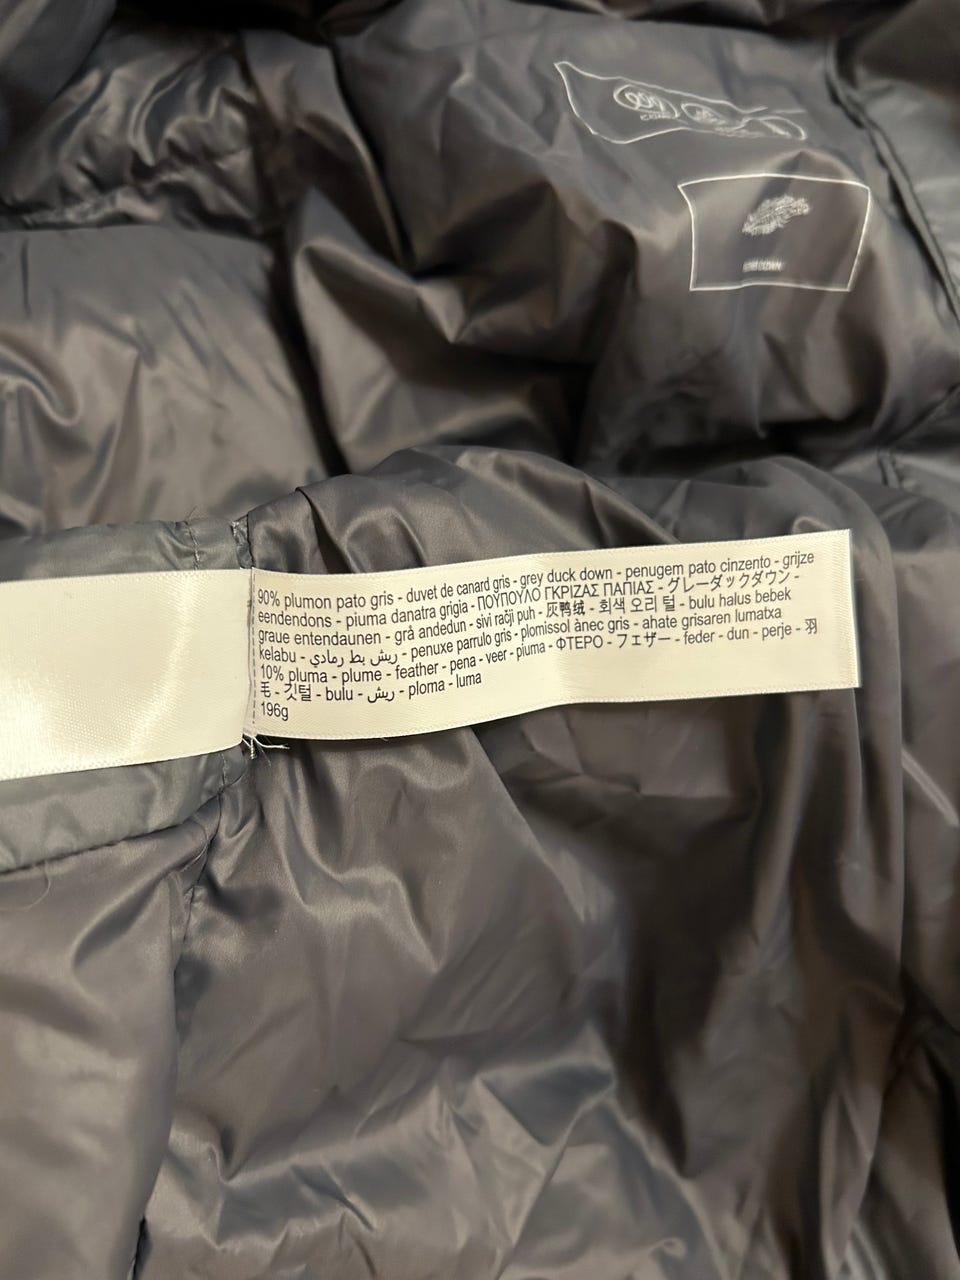 90% plumon pato gris - duvet de canard gris - grey duck down - penugem pato cinzento - grijze
eendendons - piuma danatra grigia - ΠΟΥΠΟΥΛΟ ΓΚΡΙΖΑΣ ΠΑΠΙΑΣ - グレーダックダウン -
graue entendaunen - grå andedun - sivi račji puh - 灰鸭绒 - 회색 오리 털 - bulu halus bebek
kelabu - ريش بط رمادي - penuxe parrulo gris - plomissol ànec gris - ahate grisaren lumatxa
10% pluma - plume - feather - pena - veer - piuma - ΦΤΕΡΟ - フェザー - feder - dun - perje - 羽
毛 - 깃털 - bulu - ريش - ploma - luma
196g